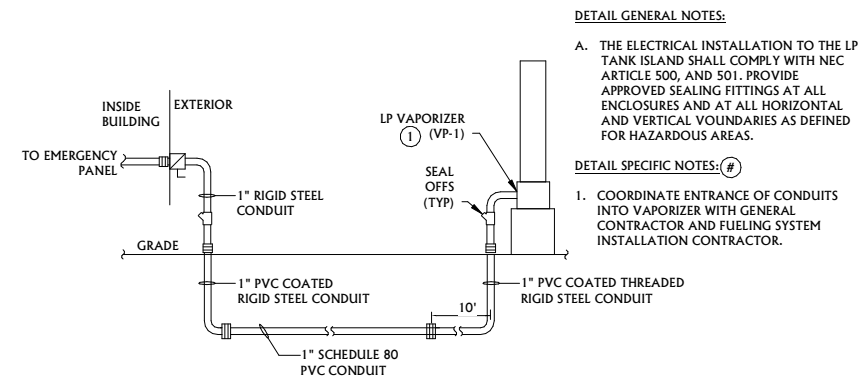 DETAIL GENERAL NOTES:
A. THE ELECTRICAL INSTALLATION TO THE LP
TANK ISLAND SHALL COMPLY WITH NEC
ARTICLE 500, AND 501. PROVIDE
APPROVED SEALING FITTINGS AT ALL
ENCLOSURES AND AT ALL HORIZONTAL
AND VERTICAL VOUNDARIES AS DEFINED
FOR HAZARDOUS AREAS.
DETAIL SPECIFIC NOTES: #
1. COORDINATE ENTRANCE OF CONDUITS
INTO VAPORIZER WITH GENERAL
CONTRACTOR AND FUELING SYSTEM
INSTALLATION CONTRACTOR.
INSIDE
BUILDING
EXTERIOR
TO EMERGENCY
PANEL
LP VAPORIZER
1 (VP-1)
SEAL
OFFS
(TYP)
1" RIGID STEEL
CONDUIT
GRADE
1" PVC COATED
RIGID STEEL CONDUIT
1" PVC COATED THREADED
RIGID STEEL CONDUIT
10'
1" SCHEDULE 80
PVC CONDUIT